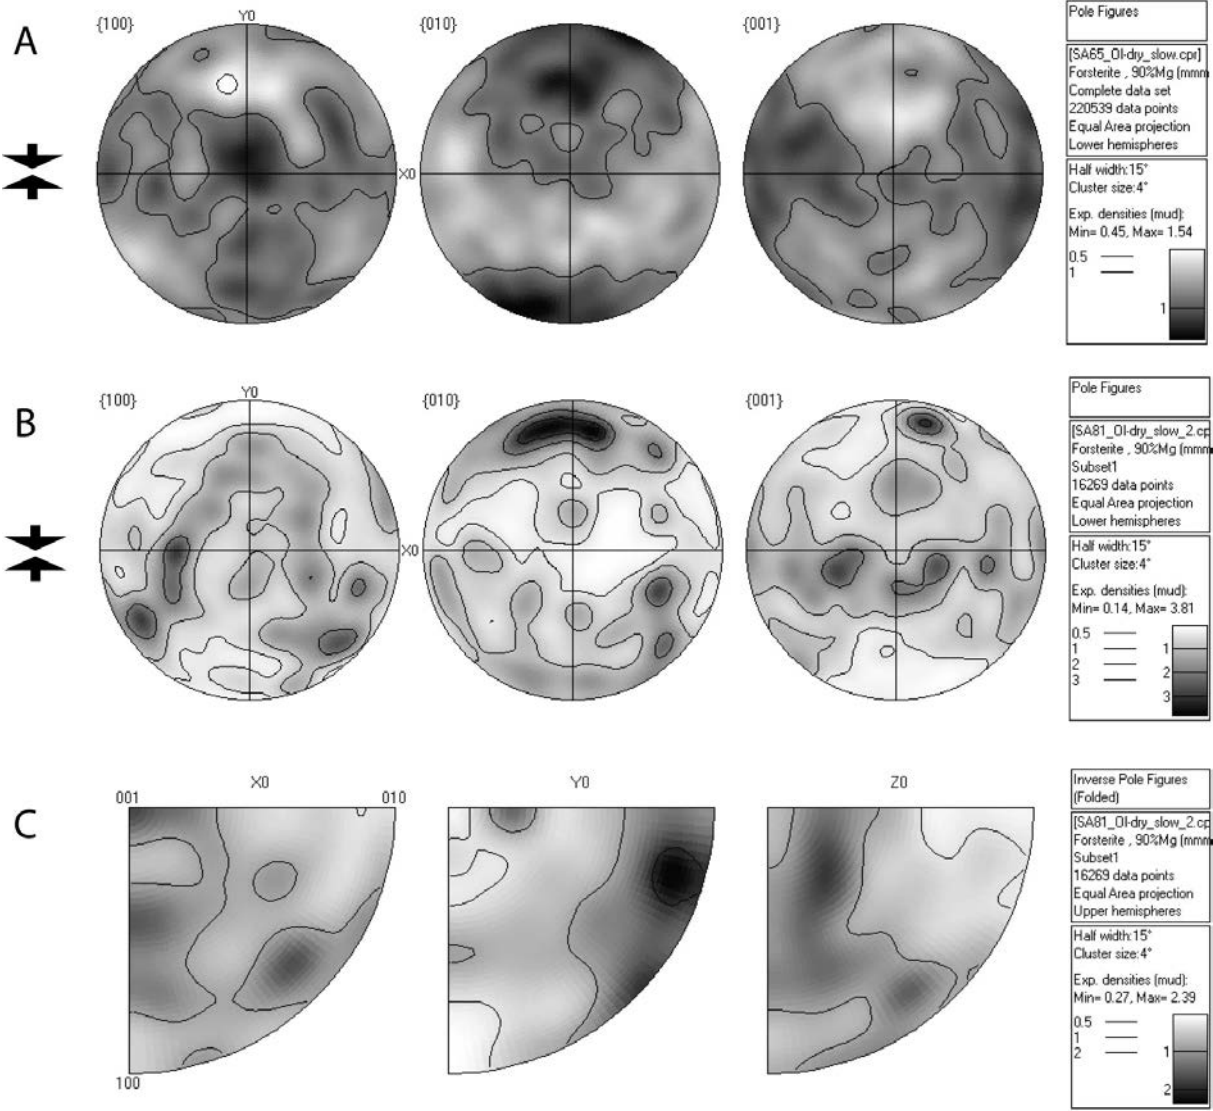 A
{100}
Y0
{010}
{001}
X0
Pole Figures
[SA65_Ol-dry_slow.cpr]
Forsterite , 90%Mg (mmm
Complete data set
220539 data points
Equal Area projection
Lower hemispheres
Half width:15°
Cluster size:4°
Exp. densities (mud):
Min= 0.45, Max= 1.54
0.5
1
1
B
{100}
Y0
{010}
{001}
X0
Pole Figures
[SA81_Ol-dry_slow_2.cp
Forsterite , 90%Mg (mmm
Subset1
16269 data points
Equal Area projection
Lower hemispheres
Half width:15°
Cluster size:4°
Exp. densities (mud):
Min= 0.14, Max= 3.81
0.5
1
2
3
1
2
3
C
X0
Y0
Z0
001
010
100
Inverse Pole Figures
(Folded)
[SA81_Ol-dry_slow_2.cp
Forsterite , 90%Mg (mmm
Subset1
16269 data points
Equal Area projection
Upper hemispheres
Half width:15°
Cluster size:4°
Exp. densities (mud):
Min= 0.27, Max= 2.39
0.5
1
2
1
2